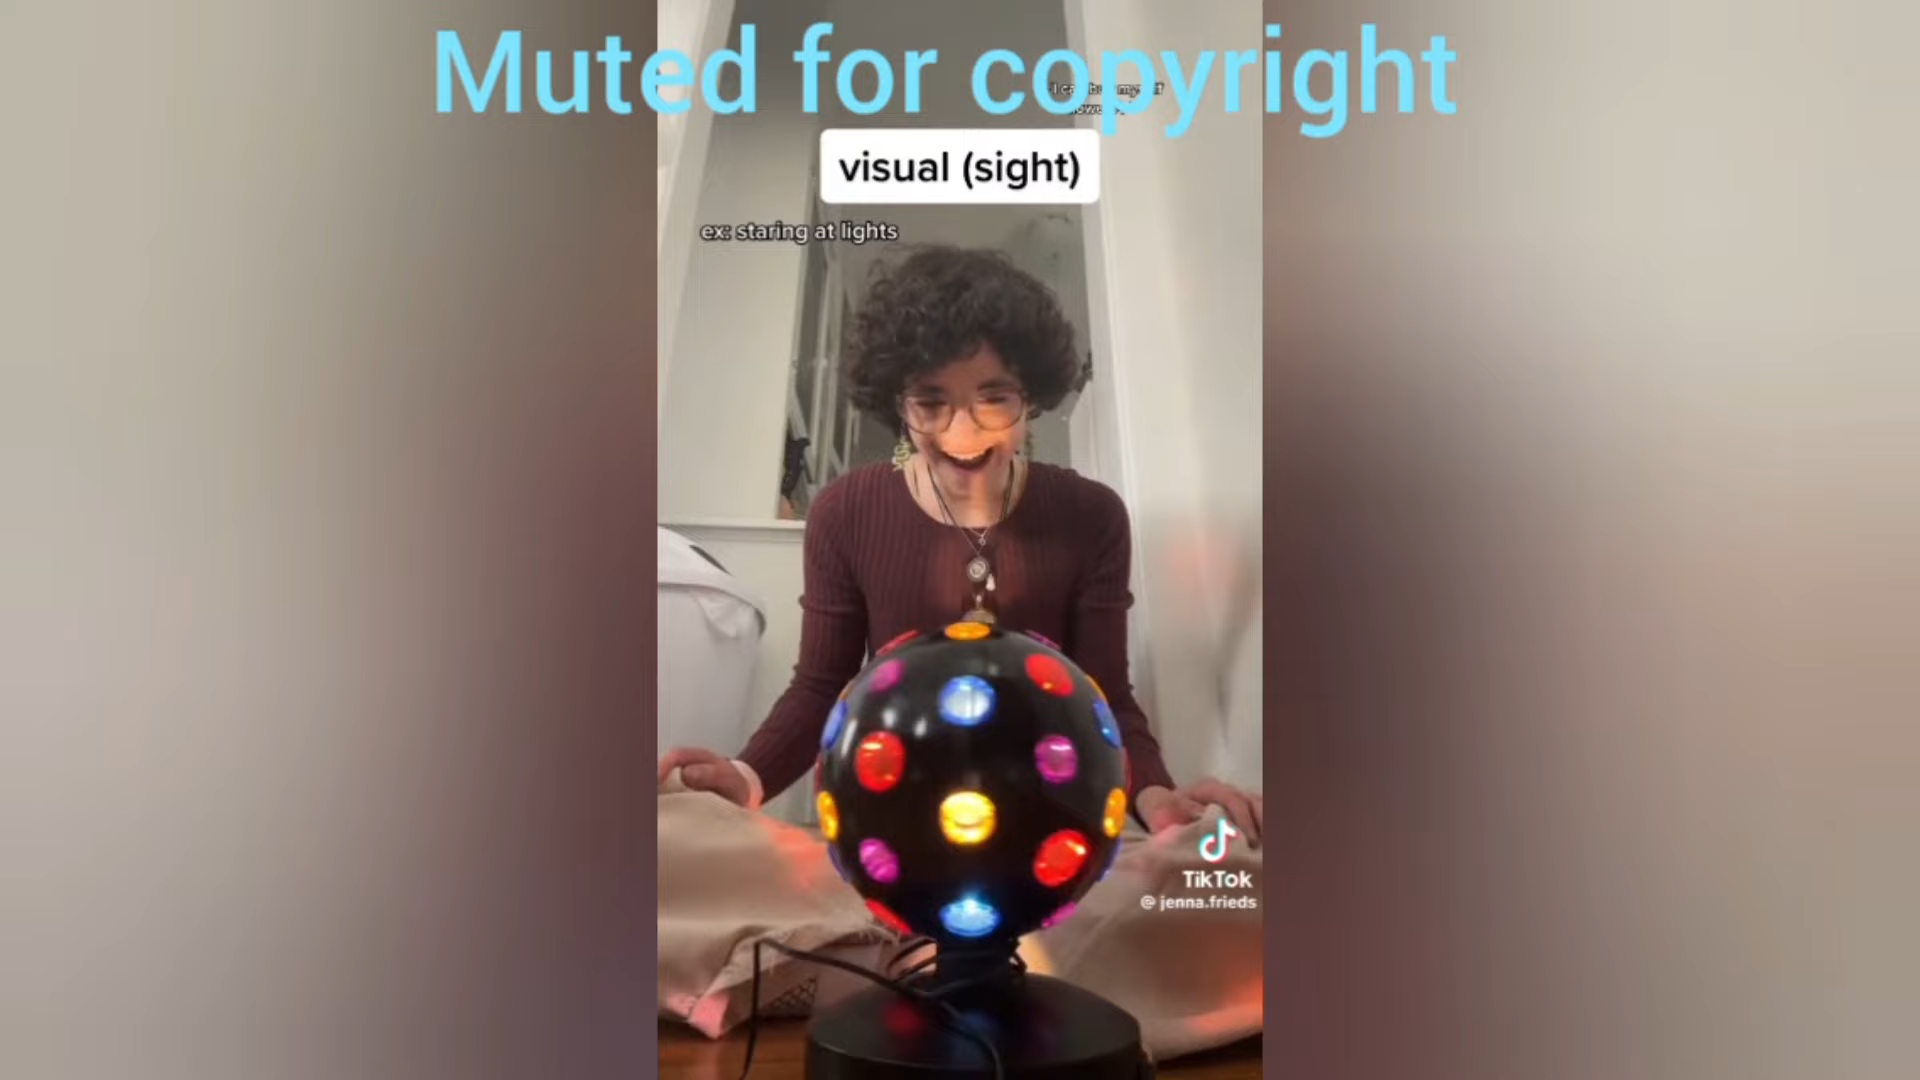 Muted for copyright
visual (sight)
ex: staring at lights
TikTok
@ jenna.frieds